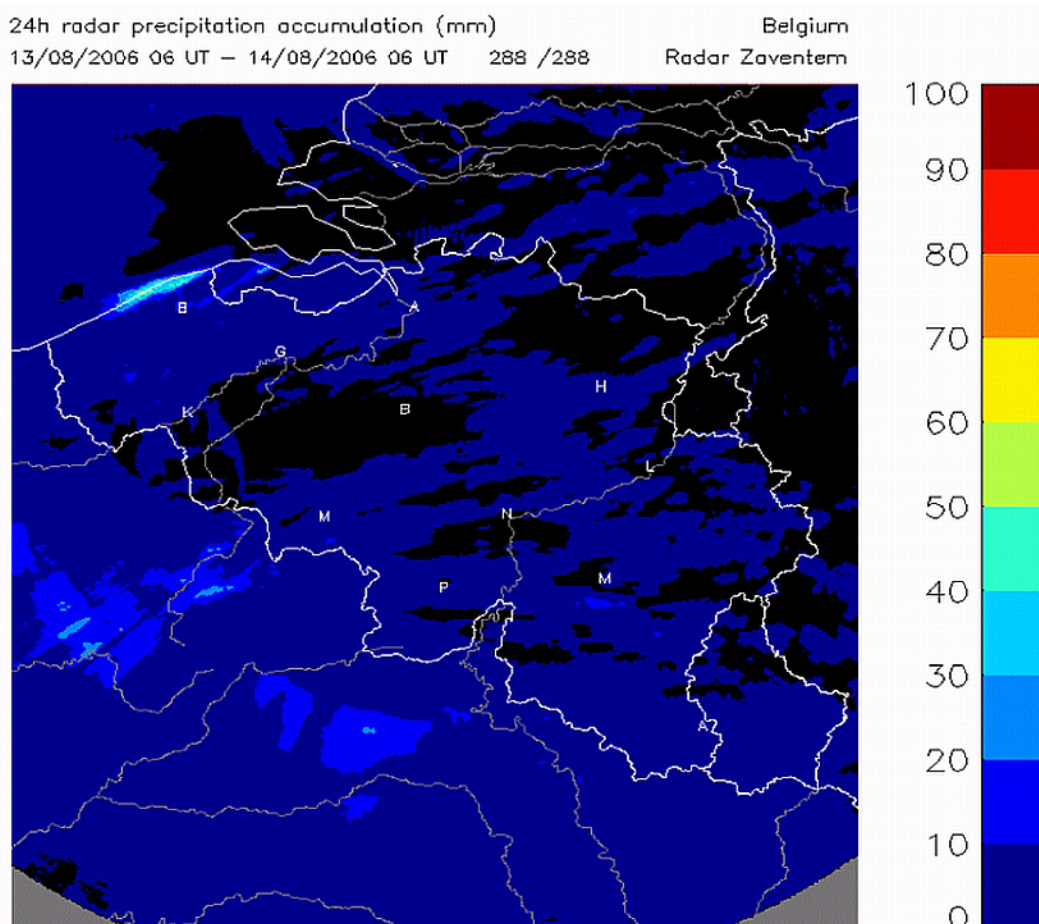 24h radar precipitation accumulation (mm) Belgium
13/08/2006 06 UT - 14/08/2006 06 UT 288 /288 Radar Zaventem
100
90
80
70
60
50
40
30
20
10
0
B
A
G
H
K
B
L
M
N
M
P
A